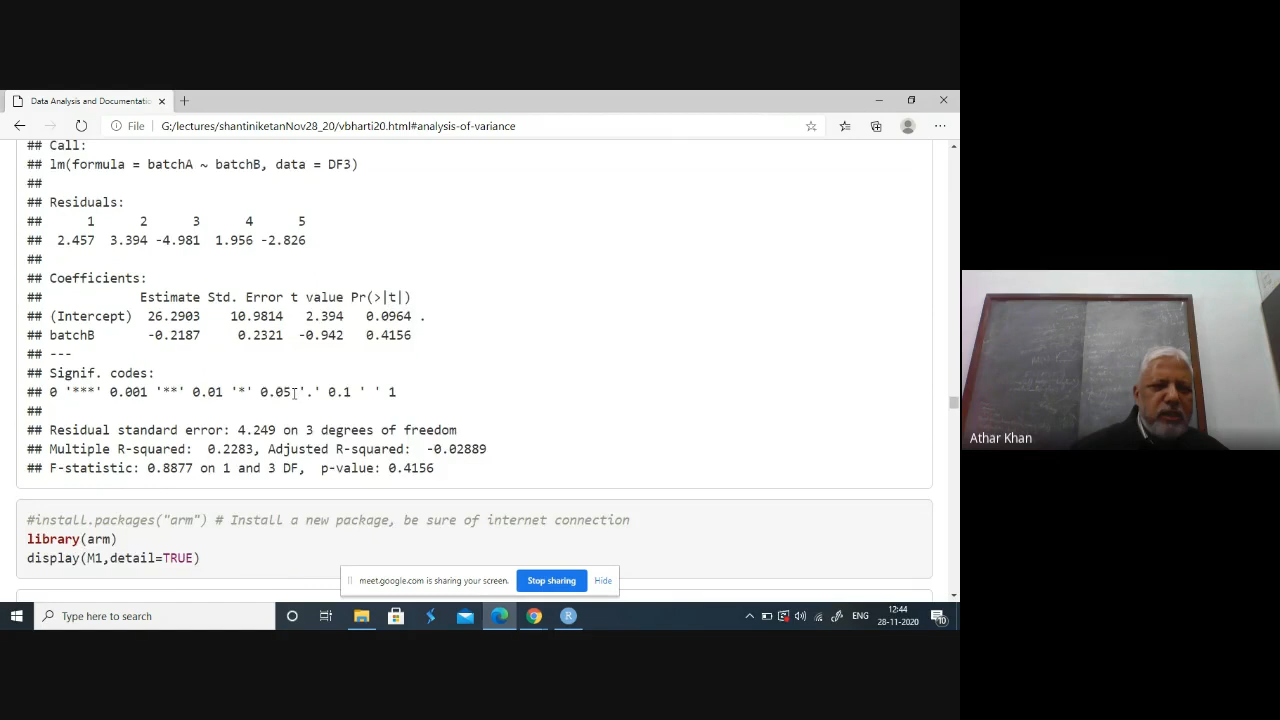 Data Analysis and Documentatio
File G:/lectures/shantiniketanNov28_20/vbharti20.html#analysis-of-variance
## Call:
## lm(formula = batchA ~ batchB, data = DF3)
##
## Residuals:
## 1 2 3 4 5
## 2.457 3.394 -4.981 1.956 -2.826
##
## Coefficients:
## Estimate Std. Error t value Pr(>|t|)
## (Intercept) 26.2903 10.9814 2.394 0.0964 .
## batchB -0.2187 0.2321 -0.942 0.4156
## ---
## Signif. codes:
## 0 '***' 0.001 '**' 0.01 '*' 0.05 '.' 0.1 ' ' 1
##
## Residual standard error: 4.249 on 3 degrees of freedom
## Multiple R-squared: 0.2283, Adjusted R-squared: -0.02889
## F-statistic: 0.8877 on 1 and 3 DF, p-value: 0.4156
#install.packages("arm") # Install a new package, be sure of internet connection
library(arm)
display(M1,detail=TRUE)
meet.google.com is sharing your screen. Stop sharing Hide
Athar Khan
Type here to search
ENG
12:44
28-11-2020
10